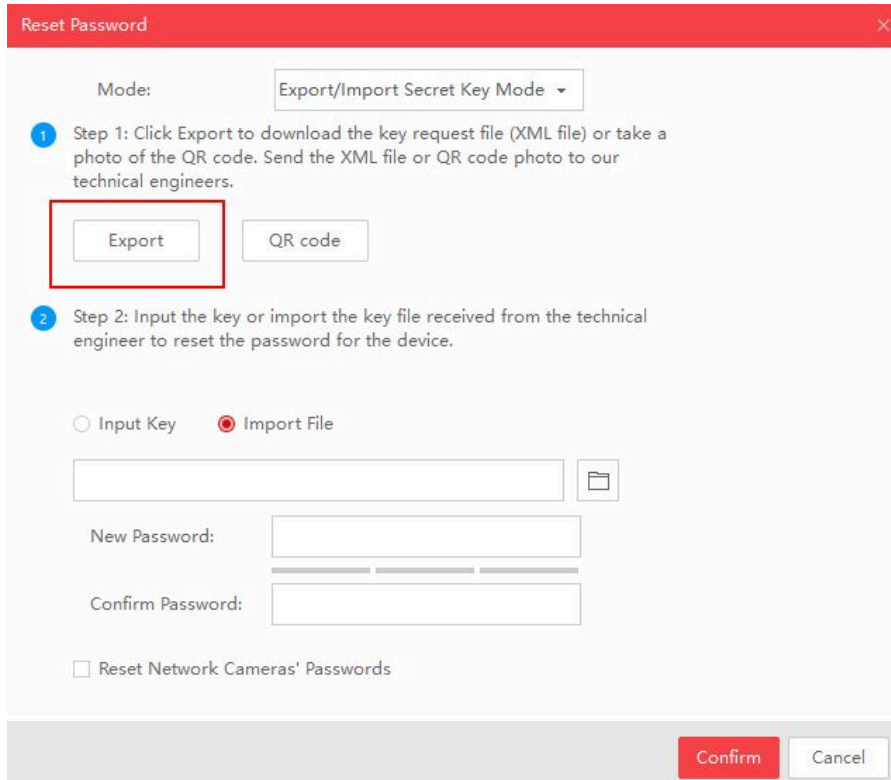 Reset Password
Mode: Export/Import Secret Key Mode
1 Step 1: Click Export to download the key request file (XML file) or take a
photo of the QR code. Send the XML file or QR code photo to our
technical engineers.
Export QR code
2 Step 2: Input the key or import the key file received from the technical
engineer to reset the password for the device.
Input Key Import File
New Password:
Confirm Password:
Reset Network Cameras' Passwords
Confirm Cancel